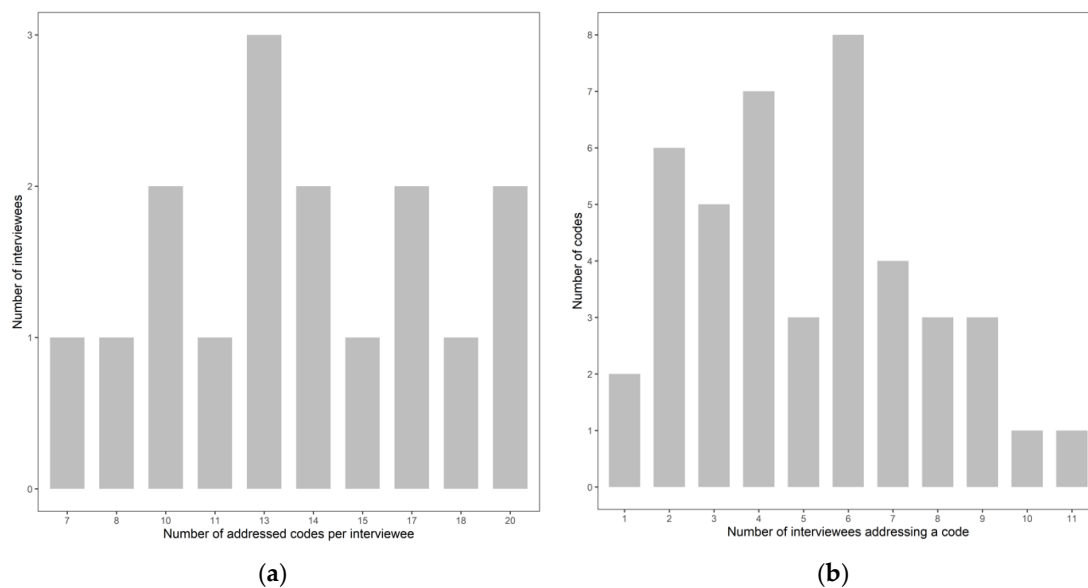 3
2
1
0
Number of interviewees
7 8 10 11 13 14 15 17 18 20
Number of addressed codes per interviewee
(a)
8
7
6
5
4
3
2
1
0
Number of codes
1 2 3 4 5 6 7 8 9 10 11
Number of interviewees addressing a code
(b)